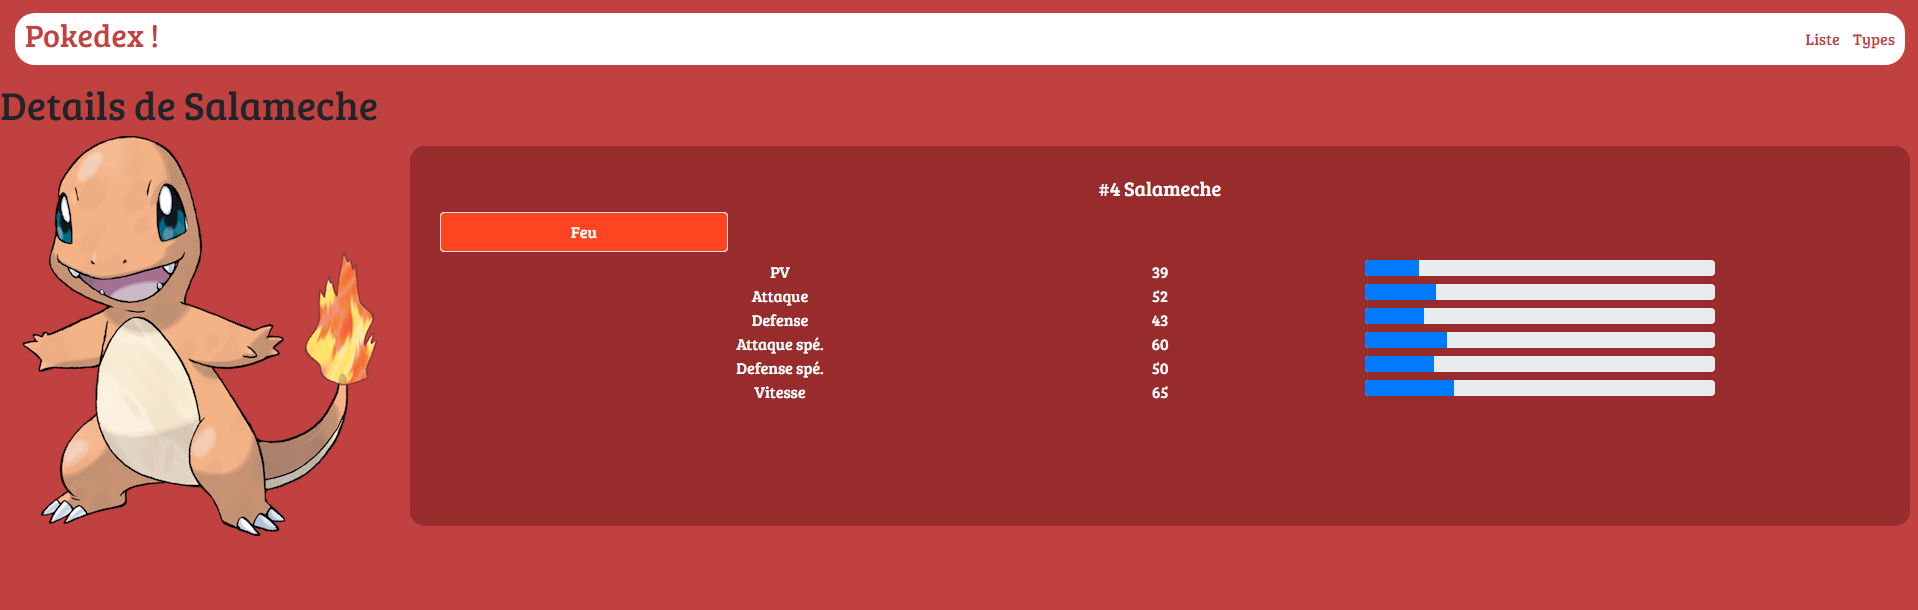 Pokedex !
Liste Types
Details de Salameche
#4 Salameche
Feu
PV 39
Attaque 52
Defense 43
Attaque spé. 60
Defense spé. 50
Vitesse 65